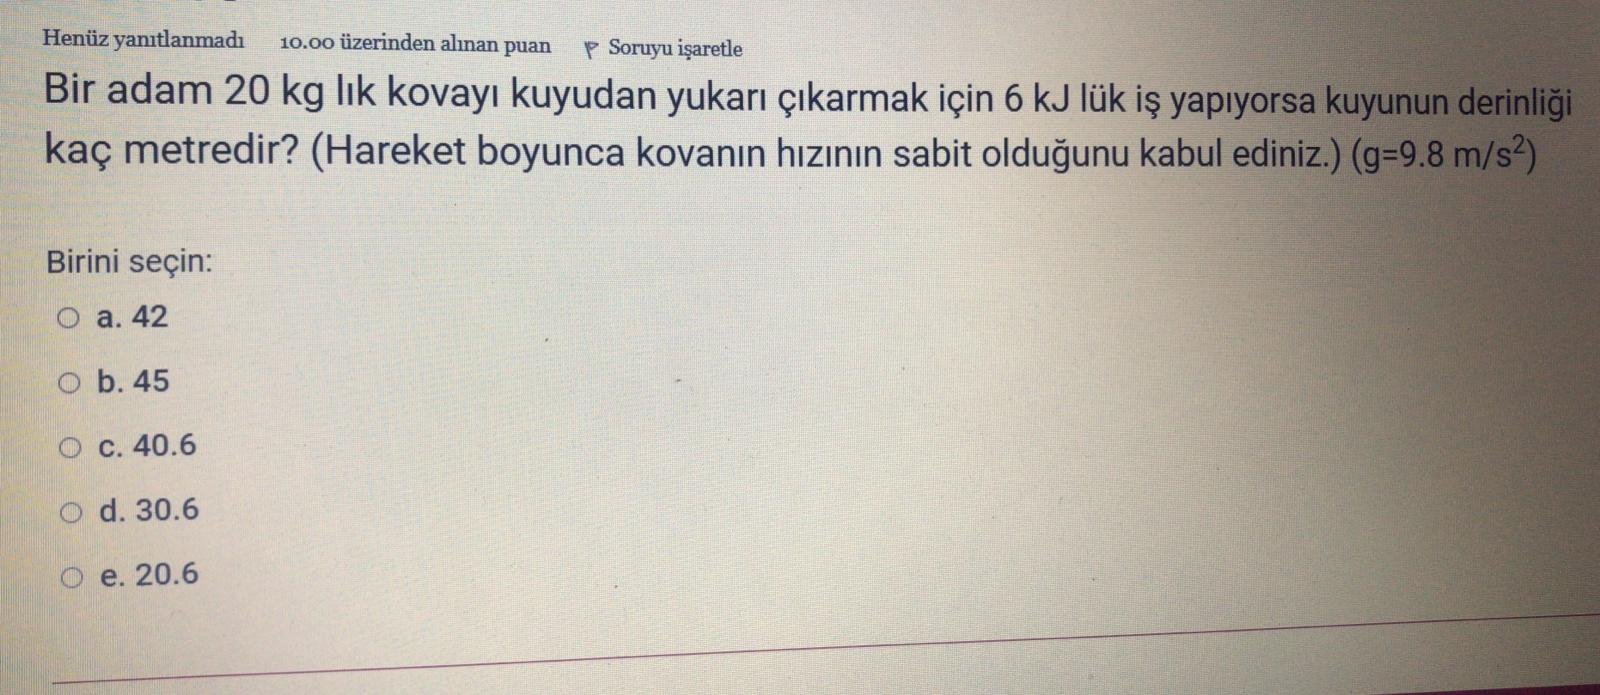 Henüz yanıtlanmadı 10.00 üzerinden alınan puan Soruyu işaretle
Bir adam 20 kg lık kovayı kuyudan yukarı çıkarmak için 6 kJ lük iş yapıyorsa kuyunun derinliği
kaç metredir? (Hareket boyunca kovanın hızının sabit olduğunu kabul ediniz.) (g=9.8 m/s²)
Birini seçin:
a. 42
b. 45
c. 40.6
d. 30.6
e. 20.6